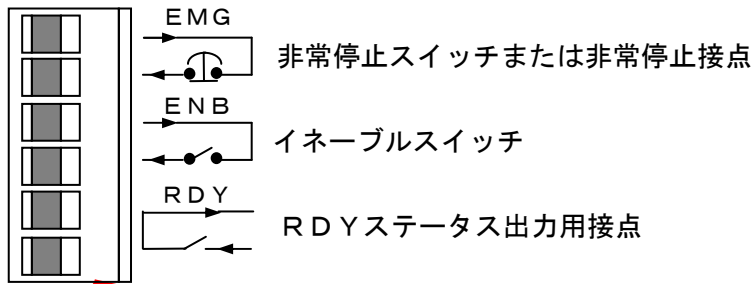 ＥＭＧ
非常停止スイッチまたは非常停止接点
ＥＮＢ
イネーブルスイッチ
ＲＤＹ
ＲＤＹステータス出力用接点